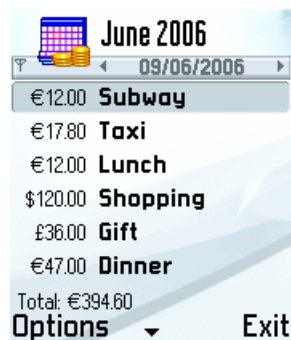 June 2006
09/06/2006
€12.00 Subway
€17.80 Taxi
€12.00 Lunch
$120.00 Shopping
£36.00 Gift
€47.00 Dinner
Total: €394.60
Options Exit